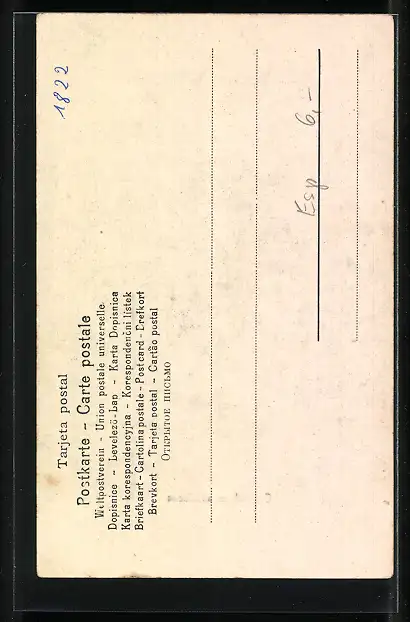 1822
Tarjeta postal
Postkarte - Carte postale
Weltpostverein - Union postale universelle.
Dopisnice - Levelező-Lap - Karta Dopisnica
Karta korespondencyjna - Korespondenční listek
Briefkaart - Cartolina postale - Postcard - Brefkort
Brevkort - Tarjeta postal - Cartão postal
Открытое письмо
Esp 6,-